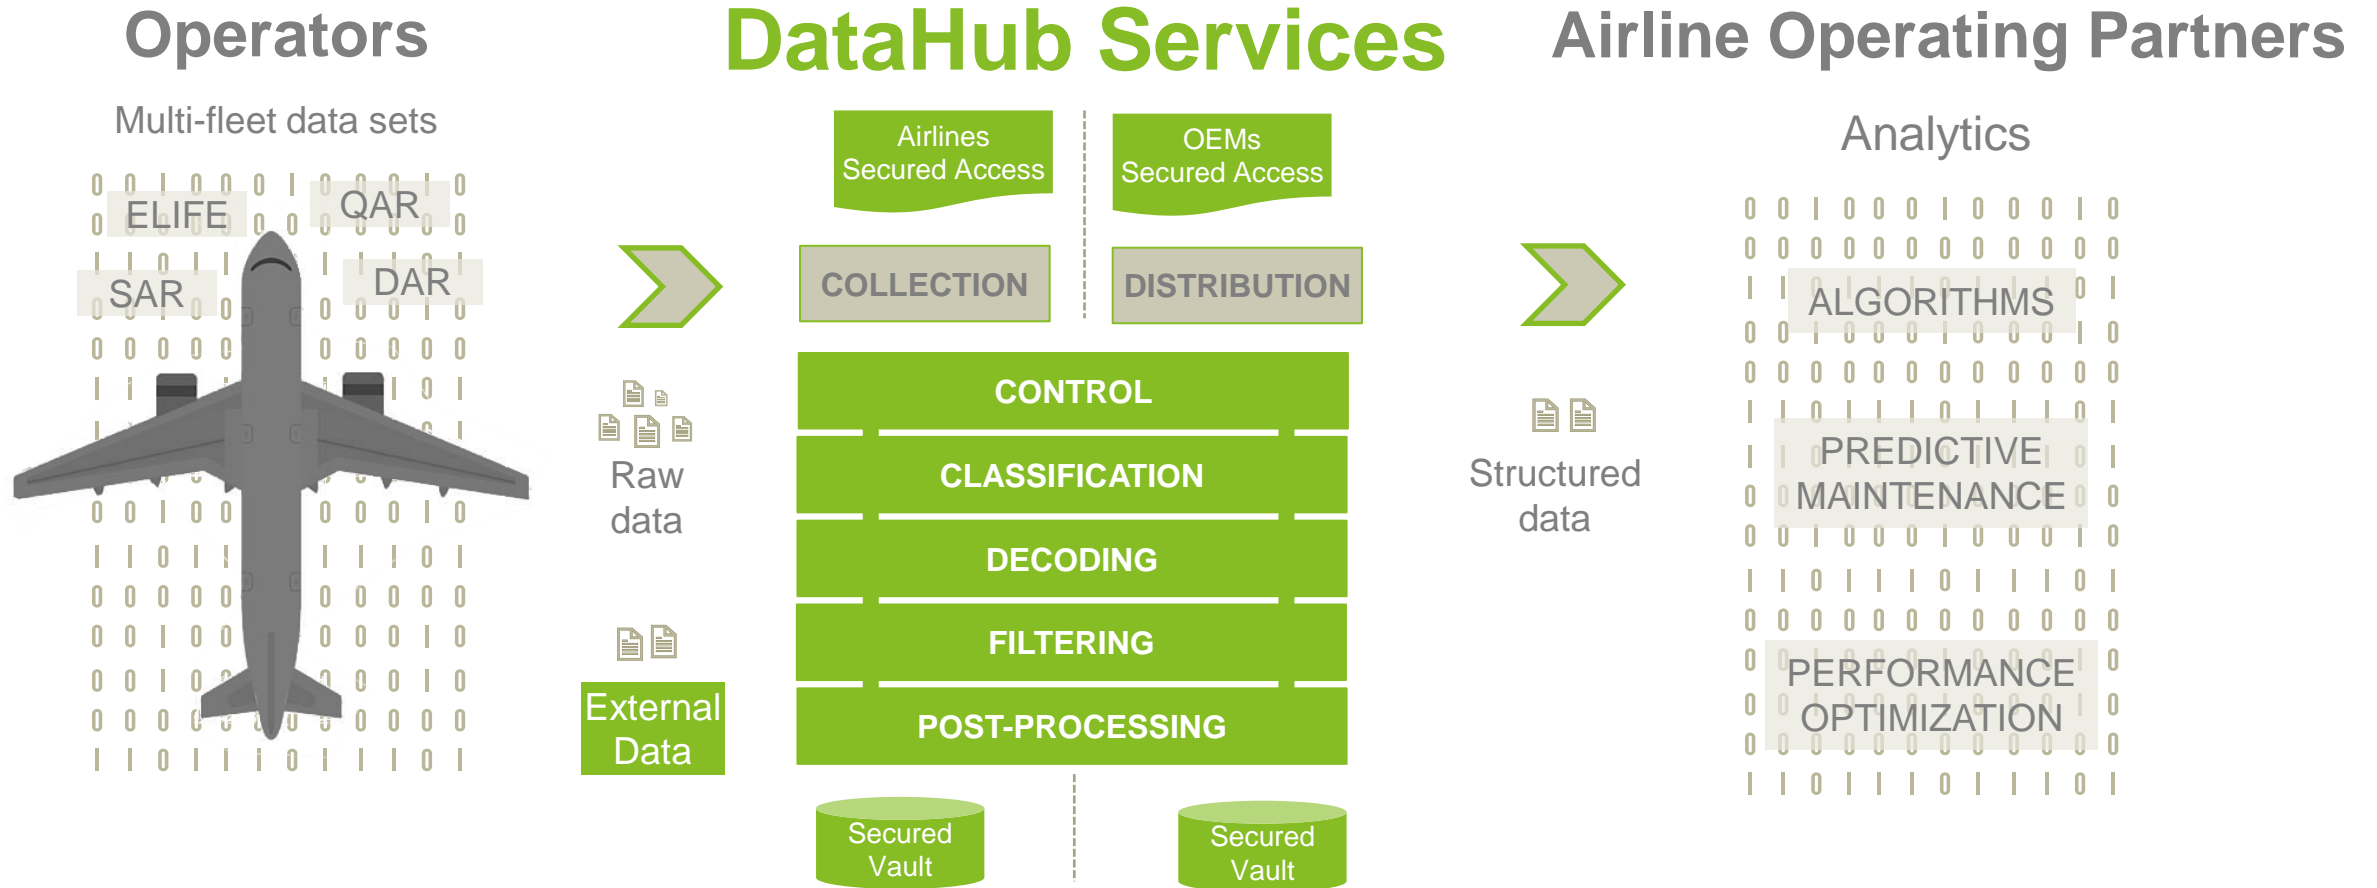 Operators
DataHub Services
Airline Operating Partners
Multi-fleet data sets
ELIFE
QAR
SAR
DAR
Raw
data
External
Data
Airlines
Secured Access
OEMs
Secured Access
COLLECTION
DISTRIBUTION
CONTROL
CLASSIFICATION
DECODING
FILTERING
POST-PROCESSING
Secured
Vault
Secured
Vault
Structured
data
Analytics
ALGORITHMS
PREDICTIVE
MAINTENANCE
PERFORMANCE
OPTIMIZATION